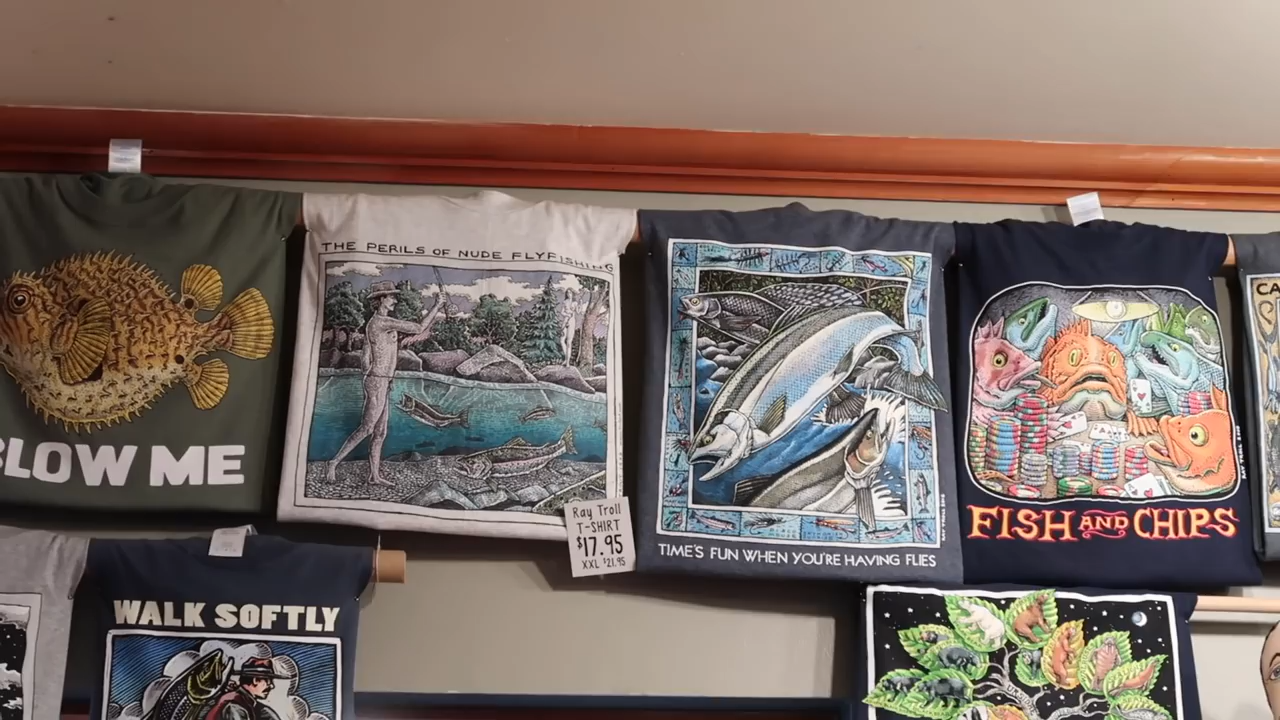 THE PERILS OF NUDE FLYFISHING
BLOW ME
Ray Troll
T-SHIRT
$17.95
XXL $21.95
TIME'S FUN WHEN YOU'RE HAVING FLIES
FISH AND CHIPS
CA
WALK SOFTLY